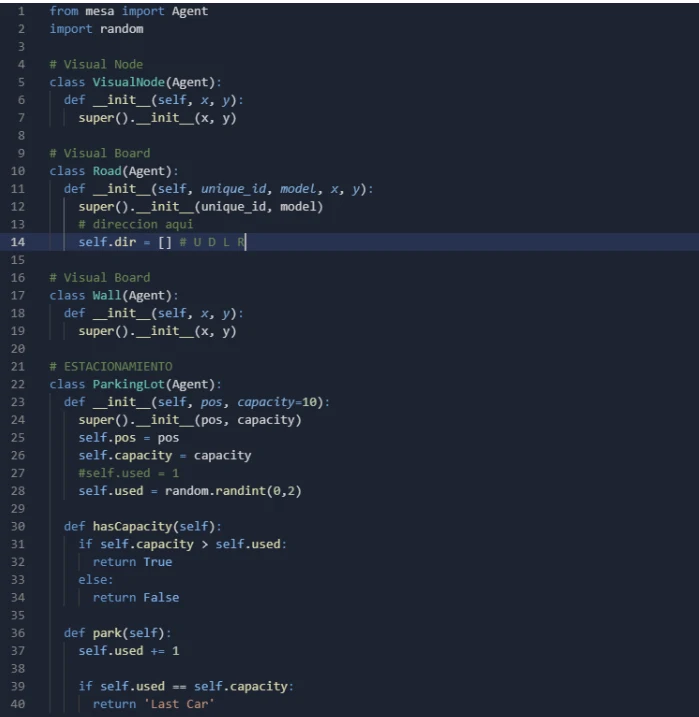 1 from mesa import Agent
2 import random
3
4 # Visual Node
5 class VisualNode(Agent):
6   def __init__(self, x, y):
7     super().__init__(x, y)
8
9 # Visual Board
10 class Road(Agent):
11   def __init__(self, unique_id, model, x, y):
12     super().__init__(unique_id, model)
13     # direccion aqui
14     self.dir = [] # U D L R
15
16 # Visual Board
17 class Wall(Agent):
18   def __init__(self, x, y):
19     super().__init__(x, y)
20
21 # ESTACIONAMIENTO
22 class ParkingLot(Agent):
23   def __init__(self, pos, capacity=10):
24     super().__init__(pos, capacity)
25     self.pos = pos
26     self.capacity = capacity
27     #self.used = 1
28     self.used = random.randint(0,2)
29
30   def hasCapacity(self):
31     if self.capacity > self.used:
32       return True
33     else:
34       return False
35
36   def park(self):
37     self.used += 1
38
39     if self.used == self.capacity:
40       return 'Last Car'